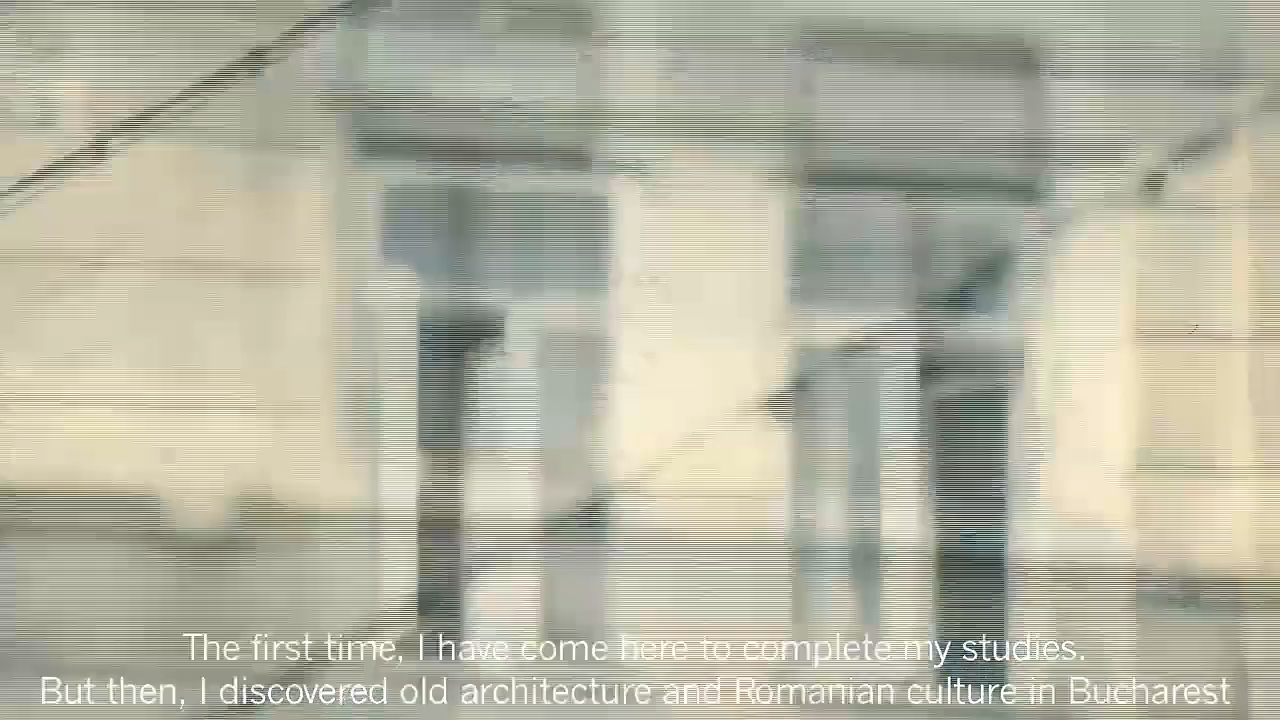 The first time, I have come here to complete my studies.
But then, I discovered old architecture and Romanian culture in Bucharest